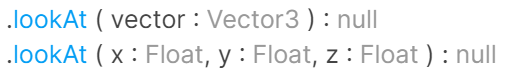 .lookAt ( vector : Vector3 ) : null
.lookAt ( x : Float, y : Float, z : Float ) : null